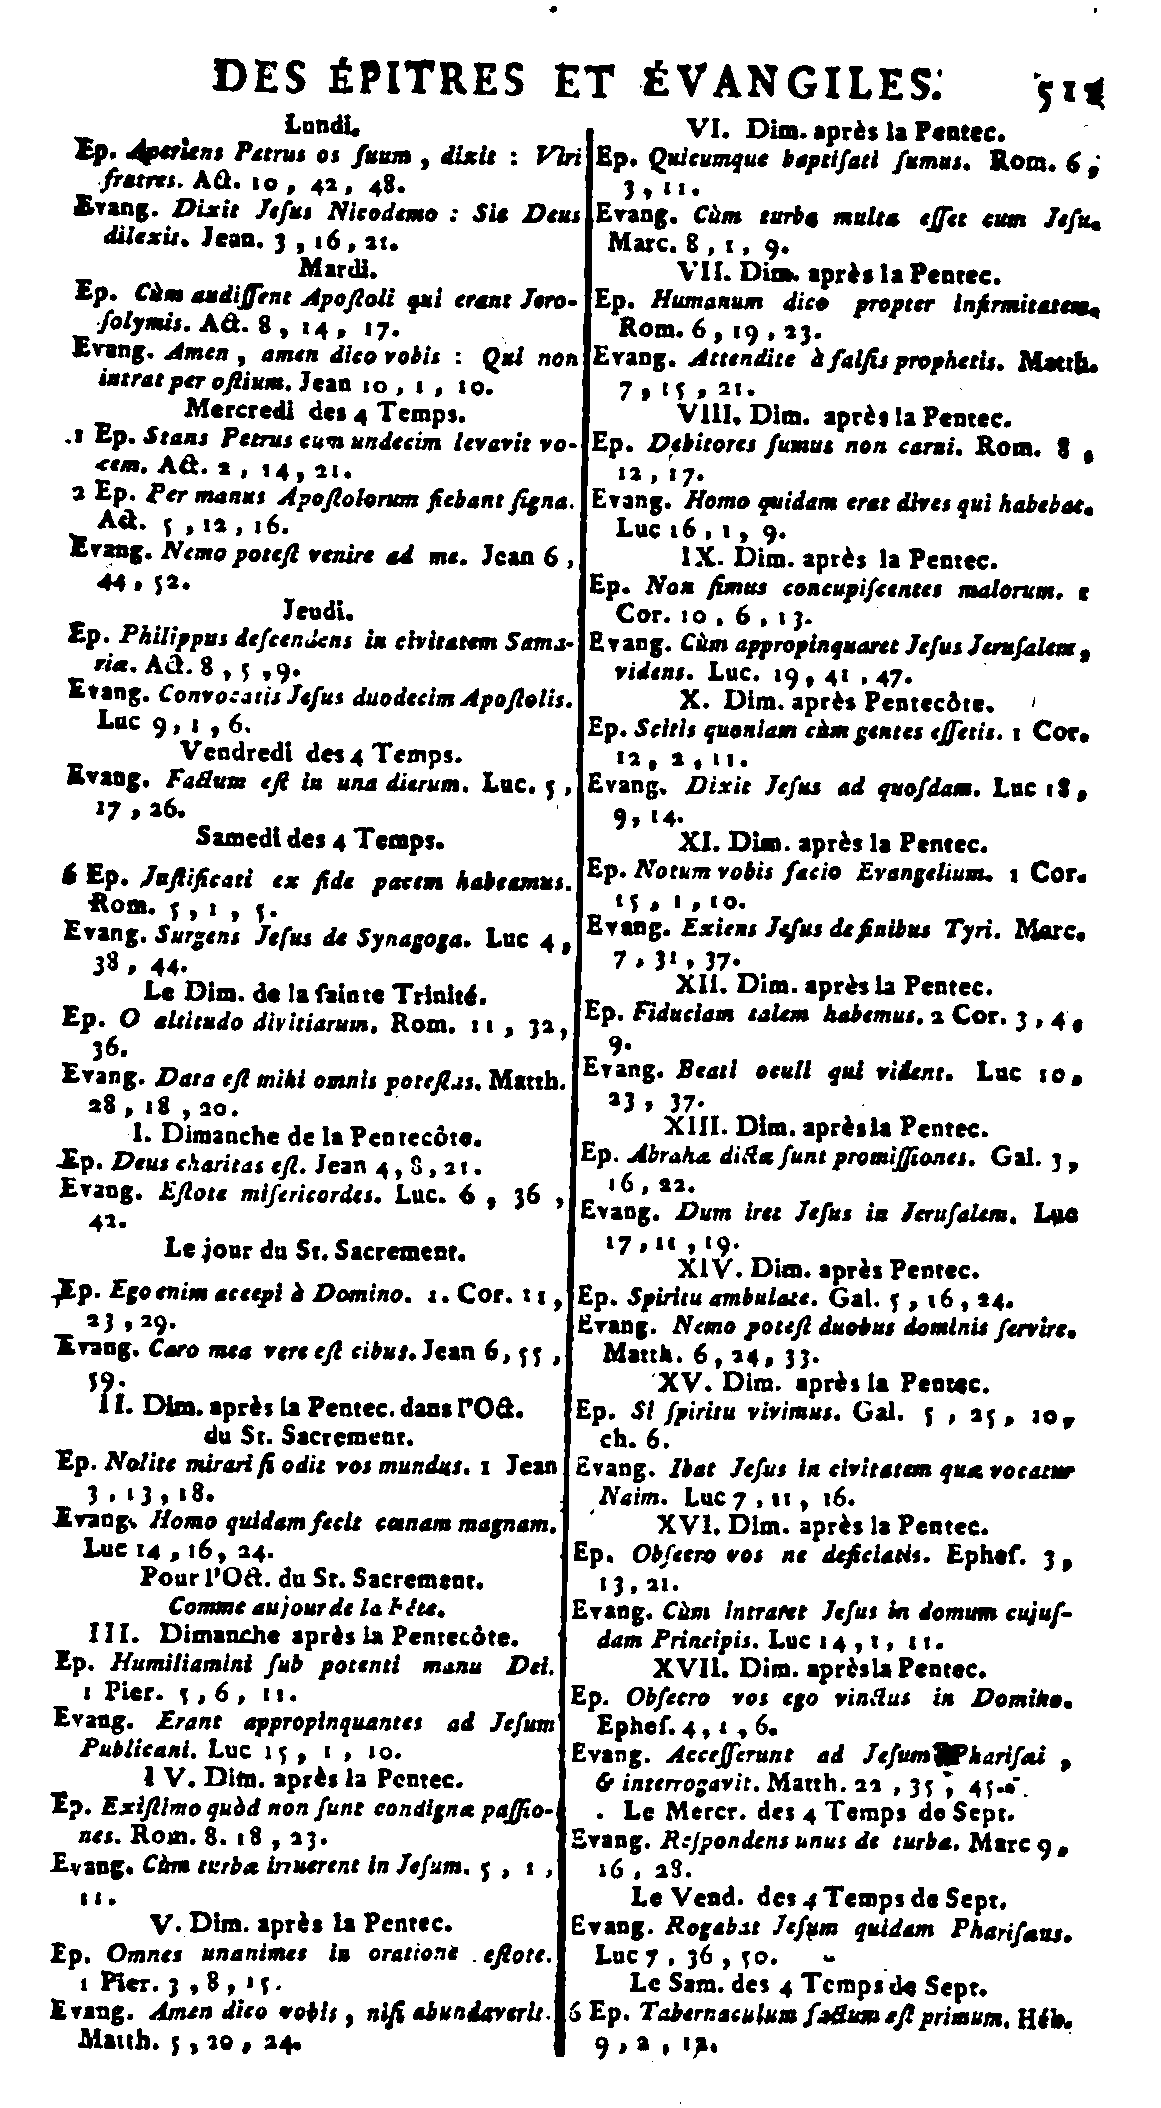 DES ÉPITRES ET ÉVANGILES.
Lundi.
Ep. Aperiens Petrus os ſuum, dixit : Viri
fratres. Act. 10, 42, 48.
Evang. Dixit Jeſus Nicodemo : Sic Deus
dilexit. Jean. 3, 16, 21.
Mardi.
Ep. Cùm audiſſent Apoſtoli qui erant Jero-
ſolymis. Act. 8, 14, 17.
Evang. Amen, amen dico vobis : Qui non
intrat per oſtium. Jean 10, 1, 10.
Mercredi des 4 Temps.
1 Ep. Stans Petrus cum undecim levavit vo-
cem. Act. 2, 14, 21.
2 Ep. Per manus Apoſtolorum fiebant ſigna.
Act. 5, 12, 16.
Evang. Nemo poteſt venire ad me. Jean 6,
44, 52.
Jeudi.
Ep. Philippus deſcendens in civitatem Sama-
riæ. Act. 8, 5, 9.
Evang. Convocatis Jeſus duodecim Apoſtolis.
Luc 9, 1, 6.
Vendredi des 4 Temps.
Evang. Factum eſt in una dierum. Luc. 5,
17, 26.
Samedi des 4 Temps.
6 Ep. Juſtificati ex fide pacem habeamus.
Rom. 5, 1, 5.
Evang. Surgens Jeſus de Synagoga. Luc 4,
38, 44.
Le Dim. de la ſainte Trinité.
Ep. O altitudo divitiarum. Rom. 11, 32,
36.
Evang. Data eſt mihi omnis poteſtas. Matth.
28, 18, 20.
I. Dimanche de la Pentecôte.
Ep. Deus charitas eſt. Jean 4, 8, 21.
Evang. Eſtote miſericordes. Luc. 6, 36,
42.
Le jour du St. Sacrement.
Ep. Ego enim accepi à Domino. 1. Cor. 11,
23, 29.
Evang. Caro mea vere eſt cibus. Jean 6, 55,
59.
II. Dim. après la Pentec. dans l'Oct.
du St. Sacrement.
Ep. Nolite mirari ſi odit vos mundus. 1 Jean
3, 13, 18.
Evang. Homo quidam fecit cœnam magnam.
Luc 14, 16, 24.
Pour l'Oct. du St. Sacrement.
Comme au jour de la Fête.
III. Dimanche après la Pentecôte.
Ep. Humiliamini ſub potenti manu Dei.
1 Pier. 5, 6, 11.
Evang. Erant appropinquantes ad Jeſum
Publicani. Luc 15, 1, 10.
IV. Dim. après la Pentec.
Ep. Exiſtimo quòd non ſunt condignæ paſſio-
nes. Rom. 8. 18, 23.
Evang. Cùm turbæ irruerent in Jeſum. 5, 1,
11.
V. Dim. après la Pentec.
Ep. Omnes unanimes in oratione eſtote.
1 Pier. 3, 8, 15.
Evang. Amen dico vobis, niſi abundaverit.
Matth. 5, 20, 24.
VI. Dim. après la Pentec.
Ep. Quicumque baptiſati ſumus. Rom. 6,
3, 11.
Evang. Cùm turba multa eſſet cum Jeſu.
Marc. 8, 1, 9.
VII. Dim. après la Pentec.
Ep. Humanum dico propter infirmitatem.
Rom. 6, 19, 23.
Evang. Attendite à falſis prophetis. Matth.
7, 15, 21.
VIII. Dim. après la Pentec.
Ep. Debitores ſumus non carni. Rom. 8,
12, 17.
Evang. Homo quidam erat dives qui habebat.
Luc 16, 1, 9.
IX. Dim. après la Pentec.
Ep. Non ſimus concupiſcentes malorum. 1
Cor. 10, 6, 13.
Evang. Cùm appropinquaret Jeſus Jeruſalem,
videns. Luc. 19, 41, 47.
X. Dim. après Pentecôte.
Ep. Scitis quoniam cùm gentes eſſetis. 1 Cor.
12, 2, 11.
Evang. Dixit Jeſus ad quoſdam. Luc 18,
9, 14.
XI. Dim. après la Pentec.
Ep. Notum vobis facio Evangelium. 1 Cor.
15, 1, 10.
Evang. Exiens Jeſus de finibus Tyri. Marc.
7, 31, 37.
XII. Dim. après la Pentec.
Ep. Fiduciam talem habemus. 2 Cor. 3, 4,
9.
Evang. Beati oculi qui vident. Luc 10,
23, 37.
XIII. Dim. après la Pentec.
Ep. Abrahæ dictæ ſunt promiſſiones. Gal. 3,
16, 22.
Evang. Dum iret Jeſus in Jeruſalem. Luc
17, 11, 19.
XIV. Dim. après Pentec.
Ep. Spiritu ambulate. Gal. 5, 16, 24.
Evang. Nemo poteſt duobus dominis ſervire.
Matth. 6, 24, 33.
XV. Dim. après la Pentec.
Ep. Si ſpiritu vivimus. Gal. 5, 25, 10,
ch. 6.
Evang. Ibat Jeſus in civitatem quæ vocatur
Naim. Luc 7, 11, 16.
XVI. Dim. après la Pentec.
Ep. Obſecro vos ne deficiatis. Epheſ. 3,
13, 21.
Evang. Cùm intraret Jeſus in domum cujuſ-
dam Principis. Luc 14, 1, 11.
XVII. Dim. après la Pentec.
Ep. Obſecro vos ego vinctus in Domino.
Epheſ. 4, 1, 6.
Evang. Acceſſerunt ad Jeſum Phariſæi,
& interrogavit. Matth. 22, 35, 45.
Le Mercr. des 4 Temps de Sept.
Evang. Reſpondens unus de turba. Marc 9,
16, 28.
Le Vend. des 4 Temps de Sept.
Evang. Rogabat Jeſum quidam Phariſæus.
Luc 7, 36, 50.
Le Sam. des 4 Temps de Sept.
6 Ep. Tabernaculum factum eſt primum. Héb.
9, 2, 12.